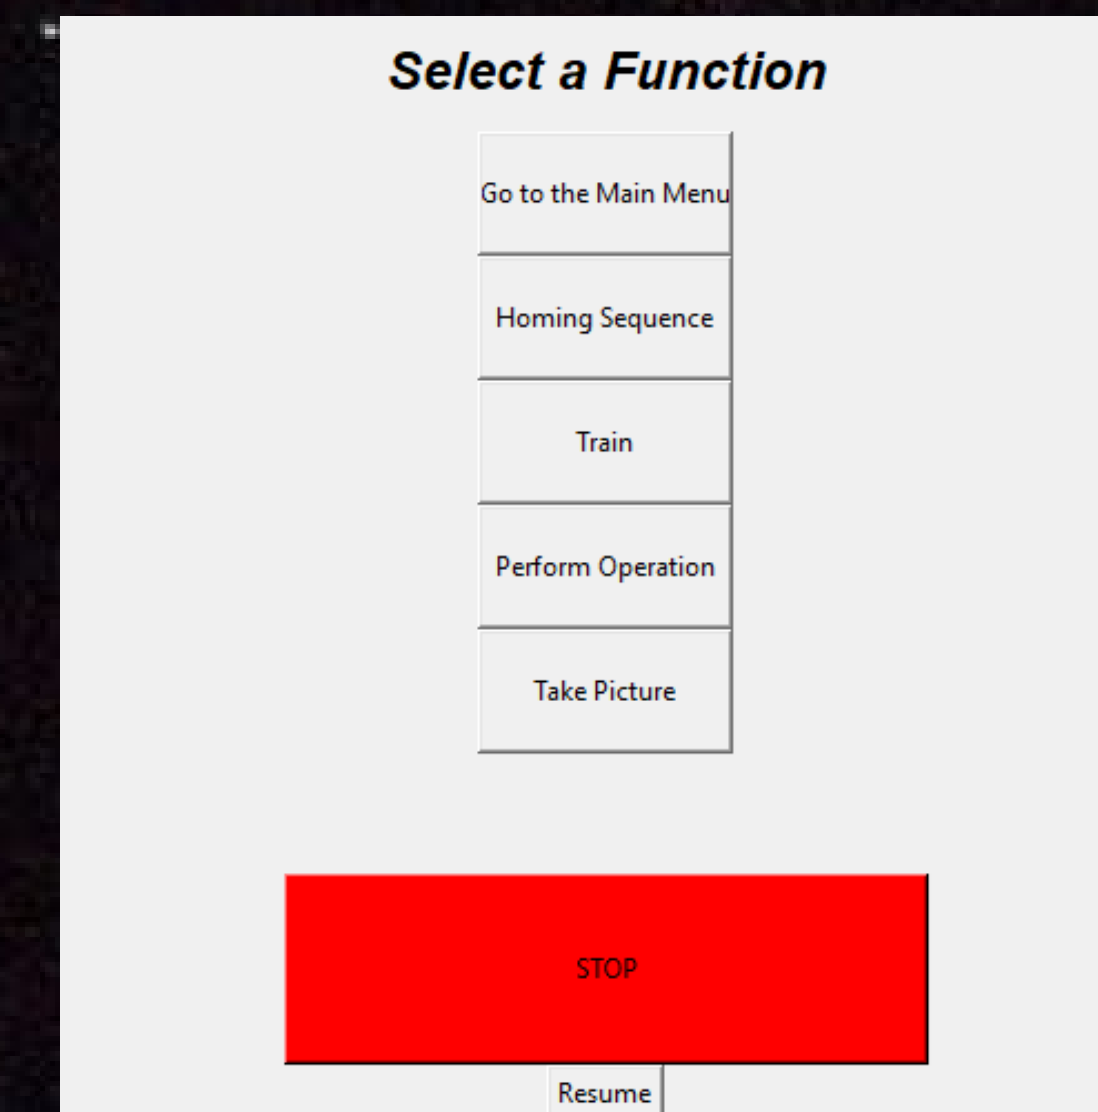 Select a Function
Go to the Main Menu
Homing Sequence
Train
Perform Operation
Take Picture
STOP
Resume